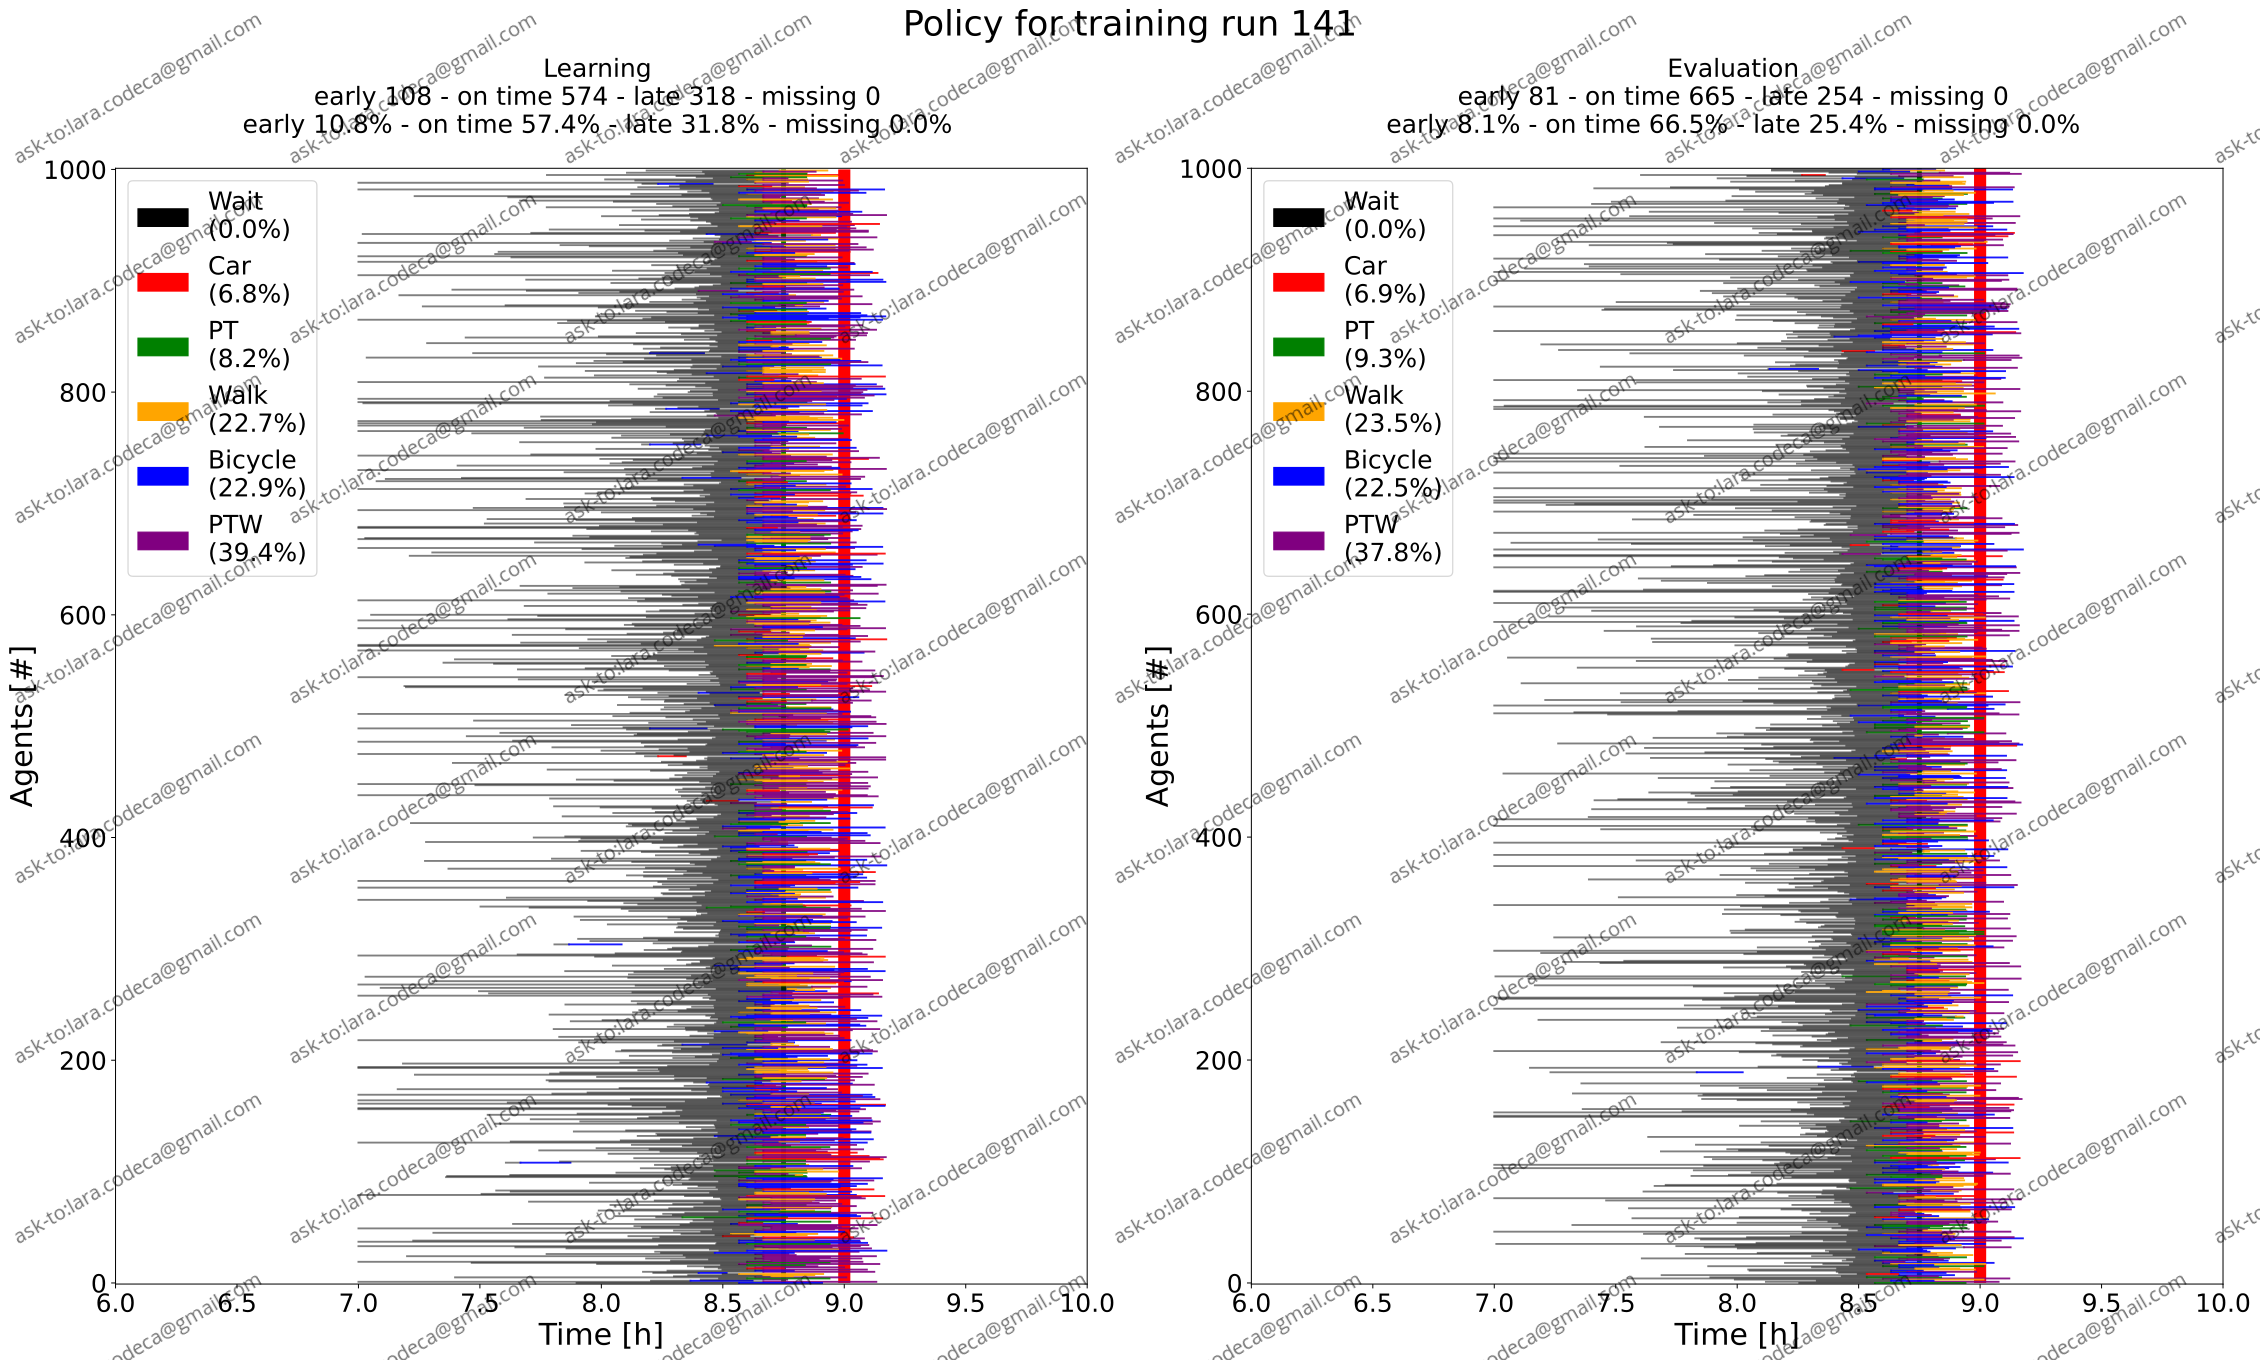 Policy for training run 141
Learning
early 108 - on time 574 - late 318 - missing 0
early 10.8% - on time 57.4% - late 31.8% - missing 0.0%
Evaluation
early 81 - on time 665 - late 254 - missing 0
early 8.1% - on time 66.5% - late 25.4% - missing 0.0%
Agents [#]
1000
800
600
400
200
0
Wait
(0.0%)
Car
(6.8%)
PT
(8.2%)
Walk
(22.7%)
Bicycle
(22.9%)
PTW
(39.4%)
6.0 6.5 7.0 7.5 8.0 8.5 9.0 9.5 10.0
Time [h]
Agents [#]
1000
800
600
400
200
0
Wait
(0.0%)
Car
(6.9%)
PT
(9.3%)
Walk
(23.5%)
Bicycle
(22.5%)
PTW
(37.8%)
6.0 6.5 7.0 7.5 8.0 8.5 9.0 9.5 10.0
Time [h]
ask-to:lara.codeca@gmail.com